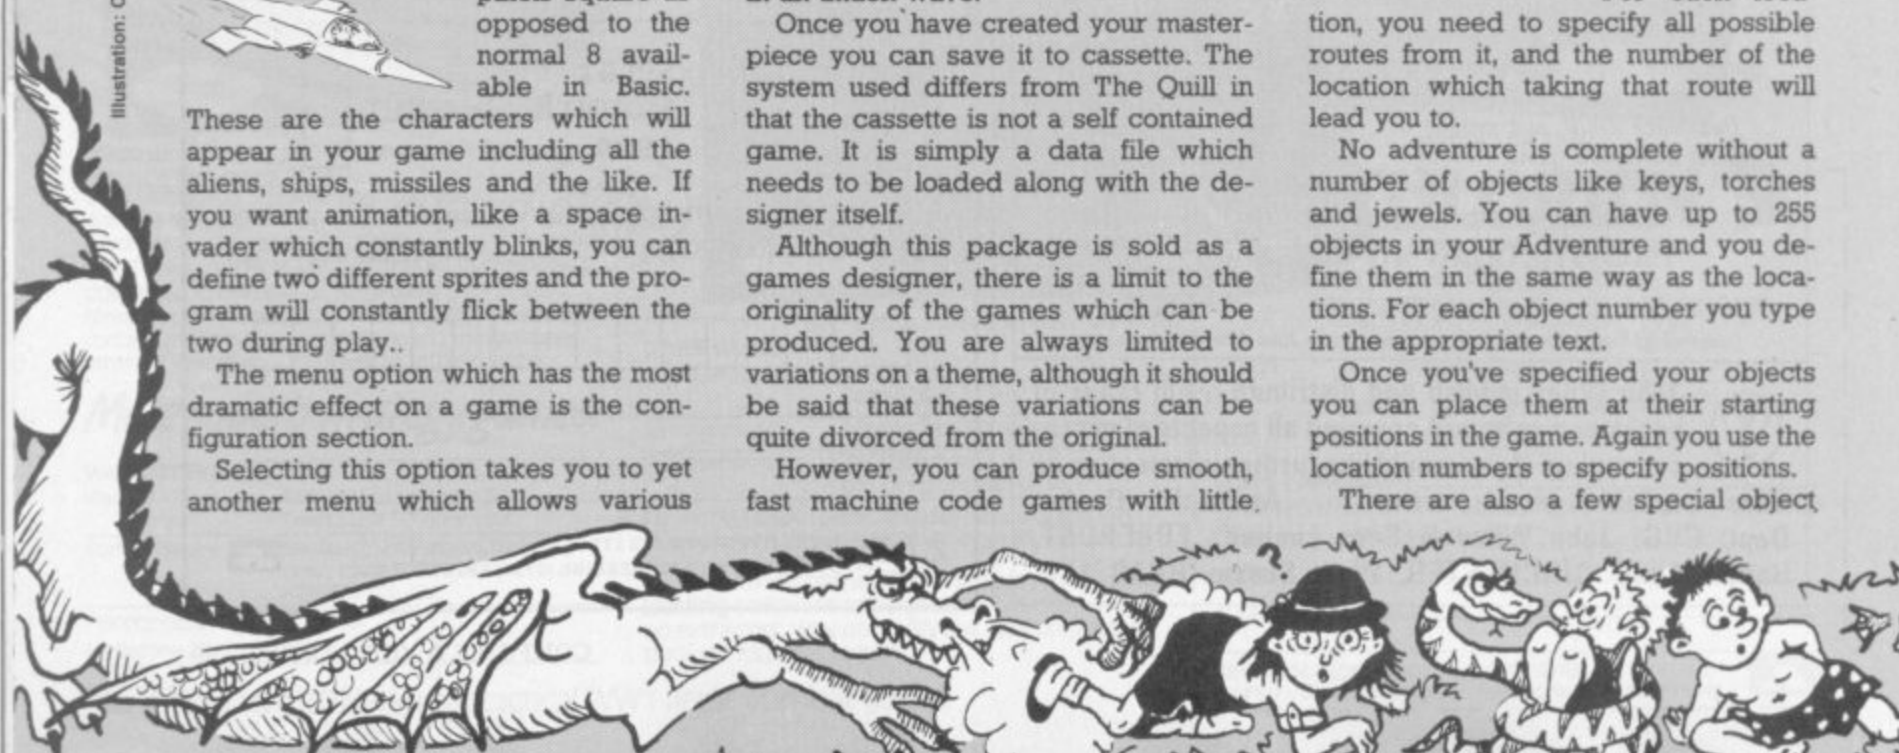 Illustration:
opposed to the
normal 8 avail-
able in Basic.
These are the characters which will
appear in your game including all the
aliens, ships, missiles and the like. If
you want animation, like a space in-
vader which constantly blinks, you can
define two different sprites and the pro-
gram will constantly flick between the
two during play..
The menu option which has the most
dramatic effect on a game is the con-
figuration section.
Selecting this option takes you to yet
another menu which allows various
Once you have created your master-
piece you can save it to cassette. The
system used differs from The Quill in
that the cassette is not a self contained
game. It is simply a data file which
needs to be loaded along with the de-
signer itself.
Although this package is sold as a
games designer, there is a limit to the
originality of the games which can be
produced. You are always limited to
variations on a theme, although it should
be said that these variations can be
quite divorced from the original.
However, you can produce smooth,
fast machine code games with little
tion, you need to specify all possible
routes from it, and the number of the
location which taking that route will
lead you to.
No adventure is complete without a
number of objects like keys, torches
and jewels. You can have up to 255
objects in your Adventure and you de-
fine them in the same way as the loca-
tions. For each object number you type
in the appropriate text.
Once you've specified your objects
you can place them at their starting
positions in the game. Again you use the
location numbers to specify positions.
There are also a few special object
?